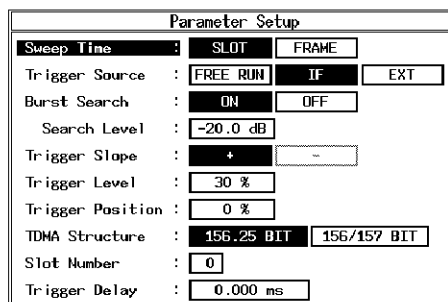 Parameter Setup
Sweep Time : SLOT FRAME
Trigger Source : FREE RUN IF EXT
Burst Search : ON OFF
Search Level : -20.0 dB
Trigger Slope : + -
Trigger Level : 30 %
Trigger Position : 0 %
TDMA Structure : 156.25 BIT 156/157 BIT
Slot Number : 0
Trigger Delay : 0.000 ms